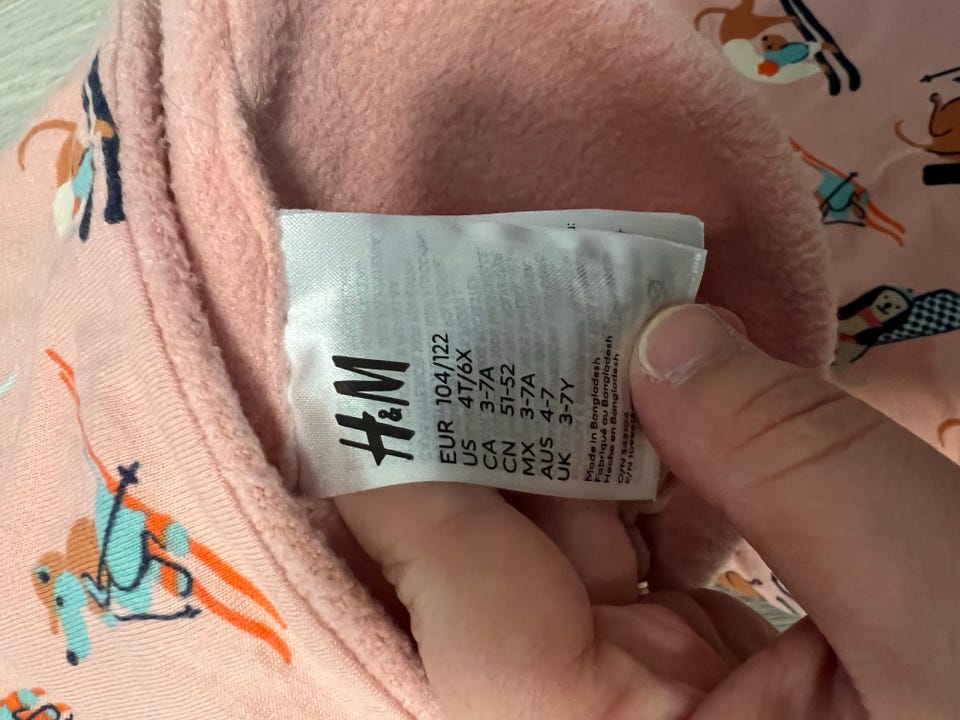 H&M
EUR 104/122
US 4T/6X
CA 3-7A
CN 51-52
MX 3-7A
AUS 4-7
UK 3-7Y
Made in Bangladesh
Fabriqué au Bangladesh
Hecho en Bangladesh